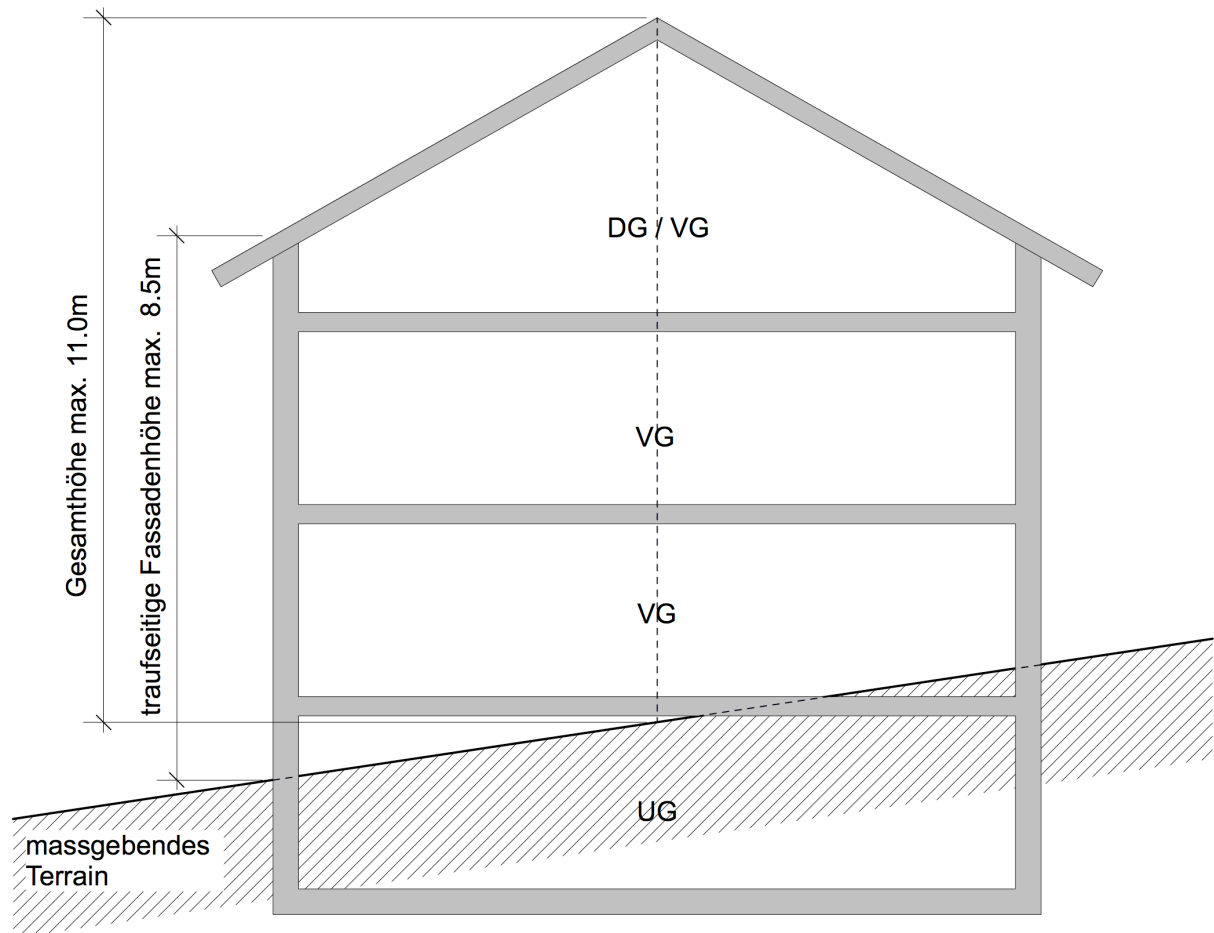 Gesamthöhe max. 11.0m
traufseitige Fassadenhöhe max. 8.5m
DG / VG
VG
VG
UG
massgebendes
Terrain